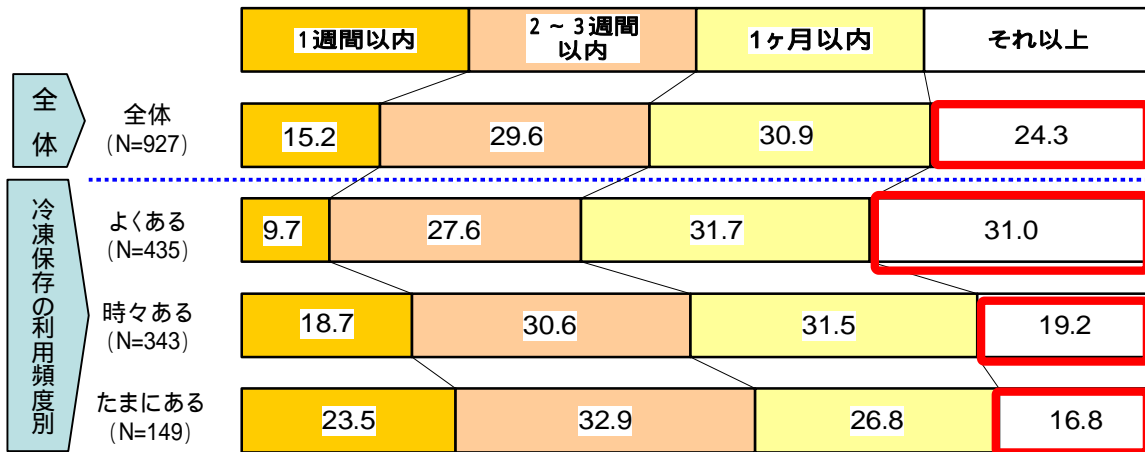 1週間以内
2～3週間
以内
1ヶ月以内
それ以上
全体
全体
(N=927)
15.2
29.6
30.9
24.3
冷凍保存の利用頻度別
よくある
(N=435)
9.7
27.6
31.7
31.0
時々ある
(N=343)
18.7
30.6
31.5
19.2
たまにある
(N=149)
23.5
32.9
26.8
16.8